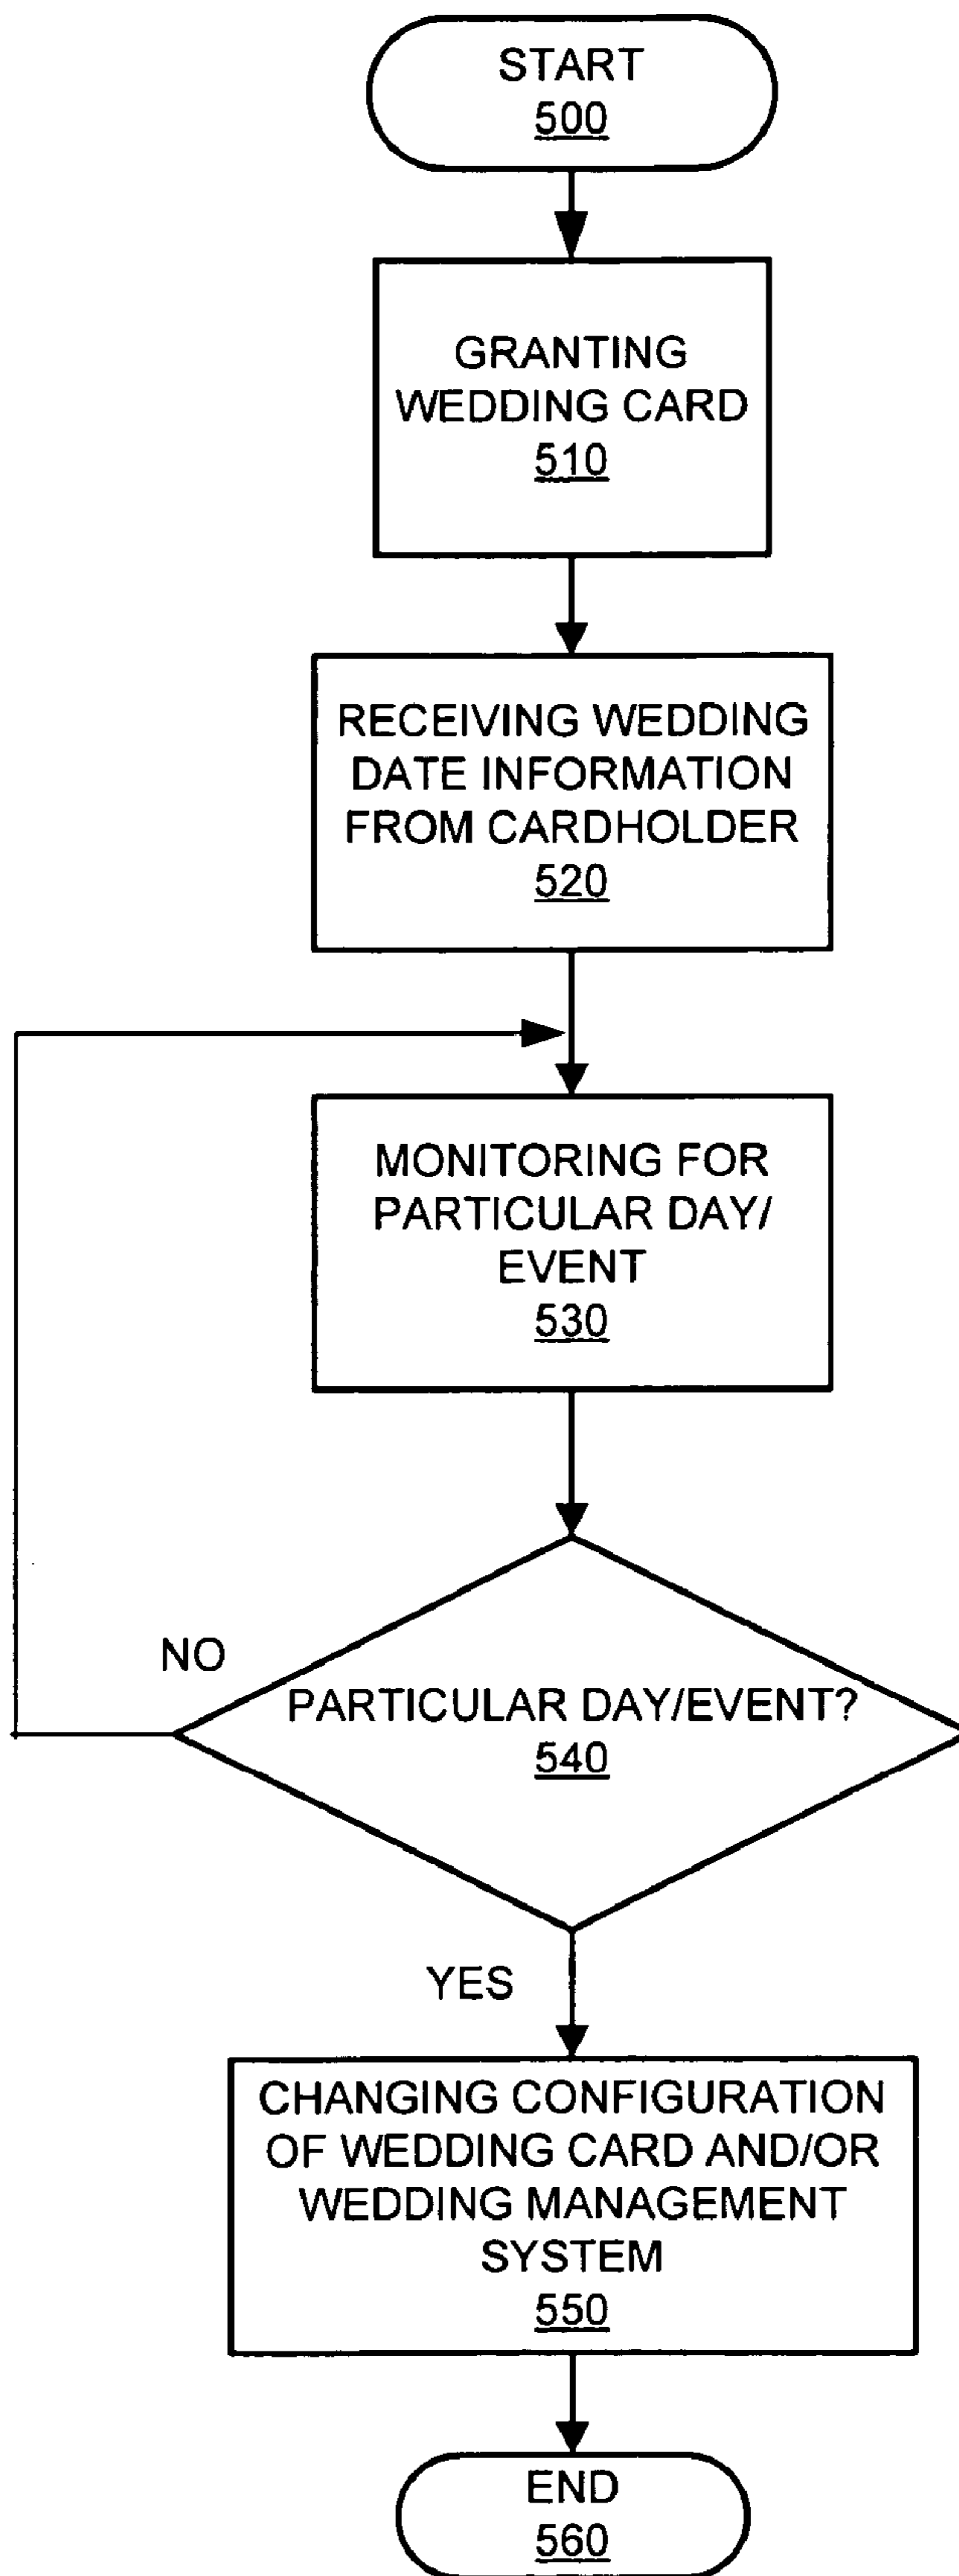 START
500
GRANTING
WEDDING CARD
510
RECEIVING WEDDING
DATE INFORMATION
FROM CARDHOLDER
520
MONITORING FOR
PARTICULAR DAY/
EVENT
530
NO
PARTICULAR DAY/EVENT?
540
YES
CHANGING CONFIGURATION
OF WEDDING CARD AND/OR
WEDDING MANAGEMENT
SYSTEM
550
END
560